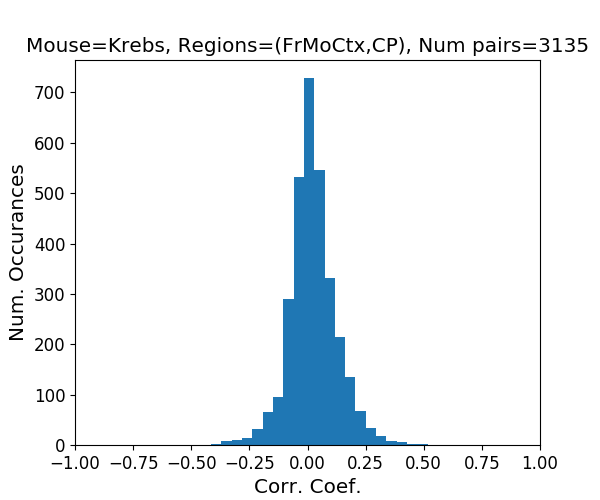 Mouse=Krebs, Regions=(FrMoCtx,CP), Num pairs=3135
700
600
500
400
300
200
100
0
Num. Occurances
−1.00 −0.75 −0.50 −0.25 0.00 0.25 0.50 0.75 1.00
Corr. Coef.